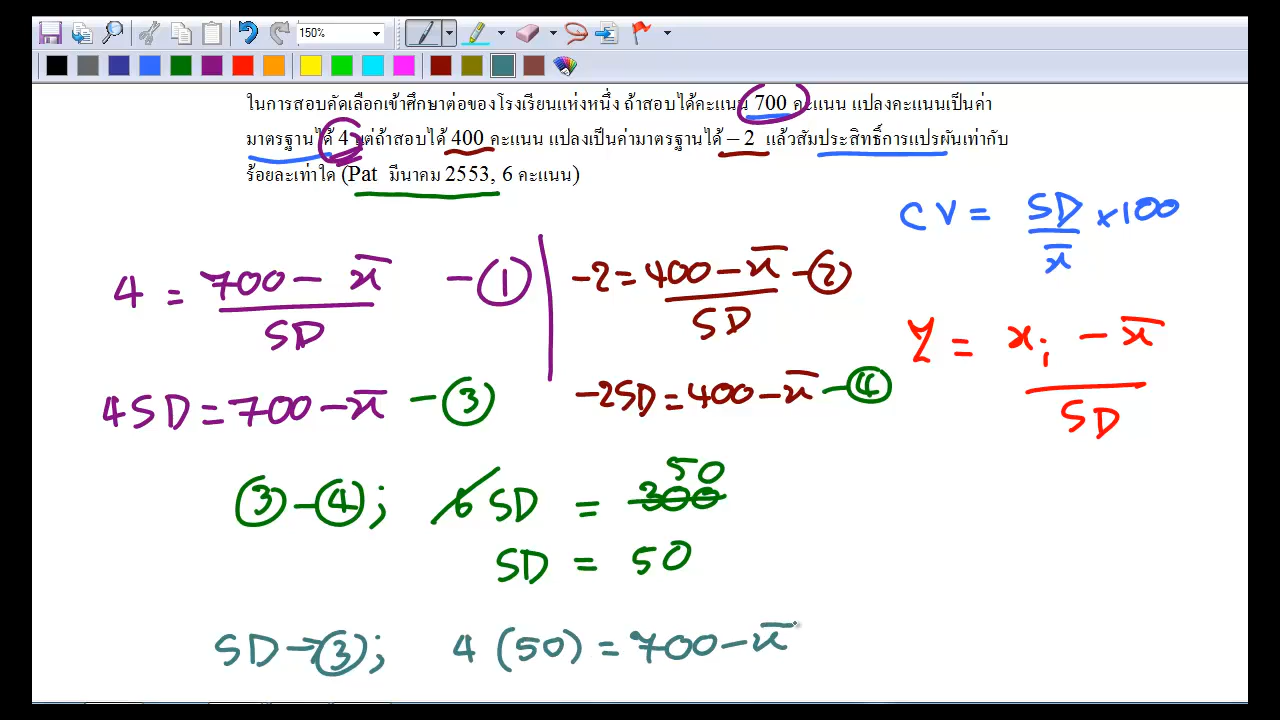 150%
ในการสอบคัดเลือกเข้าศึกษาต่อของโรงเรียนแห่งหนึ่ง ถ้าสอบได้คะแนน 700 คะแนน แปลงคะแนนเป็นค่า
มาตรฐานได้ 4 แต่ถ้าสอบได้ 400 คะแนน แปลงเป็นค่ามาตรฐานได้ – 2 แล้วสัมประสิทธิ์การแปรผันเท่ากับ
ร้อยละเท่าใด (Pat มีนาคม 2553, 6 คะแนน)
CV = SD/x̅ × 100
4 = (700 – x̅)/SD – ①
-2 = (400 – x̅)/SD – ②
Z = (xᵢ – x̅)/SD
4SD = 700 – x̅ – ③
-2SD = 400 – x̅ – ④
③ – ④; 6SD = 300 50
SD = 50
SD → ③; 4(50) = 700 – x̅